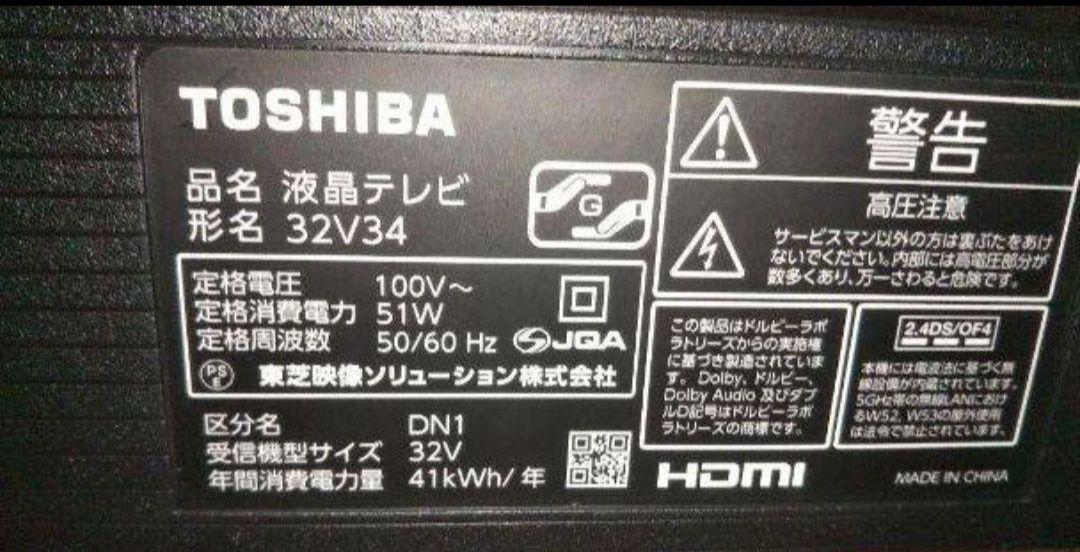 TOSHIBA
品名 液晶テレビ
形名 32V34
G
定格電圧 100V～
定格消費電力 51W
定格周波数 50/60 Hz
JQA
PS
E
東芝映像ソリューション株式会社
区分名 DN1
受信機型サイズ 32V
年間消費電力量 41kWh/年
警告
高圧注意
サービスマン以外の方は裏ぶたをあけ
ないでください。内部には高電圧部分が
数多くあり、万一さわると危険です。
この製品はドルビーラボ
ラトリーズからの実施権
に基づき製造されていま
す。 Dolby、ドルビー、
Dolby Audio 及びダブ
ルD記号はドルビーラボ
ラトリーズの商標です。
2.4DS/OF4
本機には電波法に基づく無
線設備が内蔵されています。
5GHz帯の無線LANにおけ
るW52、W53の屋外使用
は法令で禁止されています。
HDMI
MADE IN CHINA